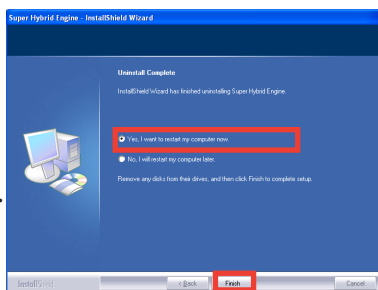 Super Hybrid Engine - InstallShield Wizard
Uninstall Complete
InstallShield Wizard has finished uninstalling Super Hybrid Engine.
Yes, I want to restart my computer now.
No, I will restart my computer later.
Remove any disks from their drives, and then click Finish to complete setup.
InstallShield
< Back Finish Cancel